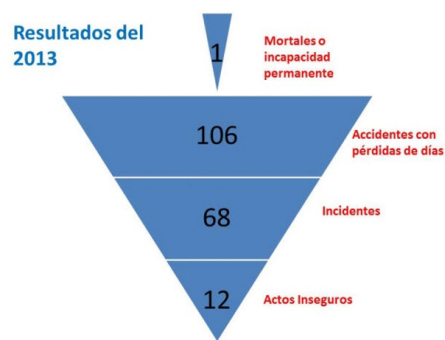 Resultados del
2013
1
Mortales o
incapacidad
permanente
106
Accidentes con
pérdidas de días
68
Incidentes
12
Actos Inseguros